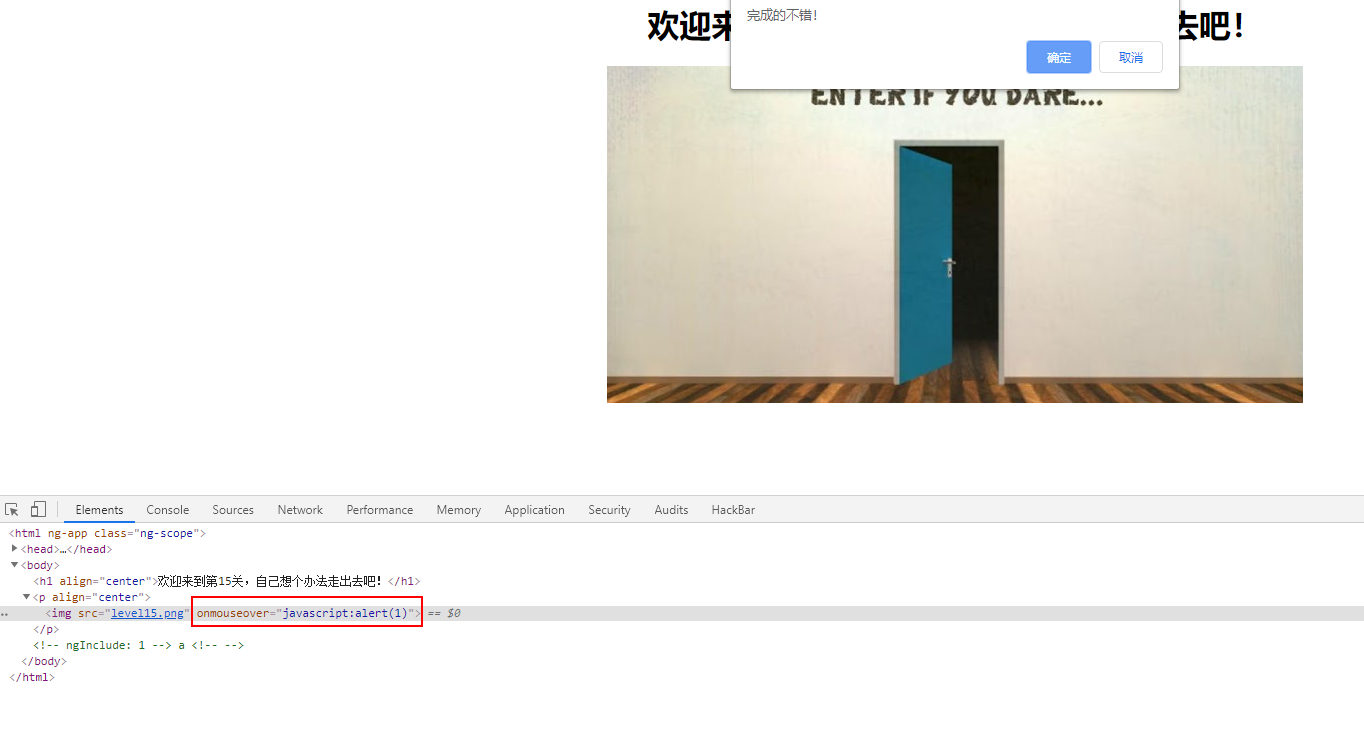 完成的不错！
确定 取消
欢迎来 去吧！
ENTER IF YOU DARE...
Elements Console Sources Network Performance Memory Application Security Audits HackBar
<html ng-app class="ng-scope">
<head>…</head>
<body>
<h1 align="center">欢迎来到第15关，自己想个办法走出去吧！</h1>
<p align="center">
<img src="level15.png" onmouseover="javascript:alert(1)"> == $0
</p>
<!-- ngInclude: 1 --> a <!-- -->
</body>
</html>